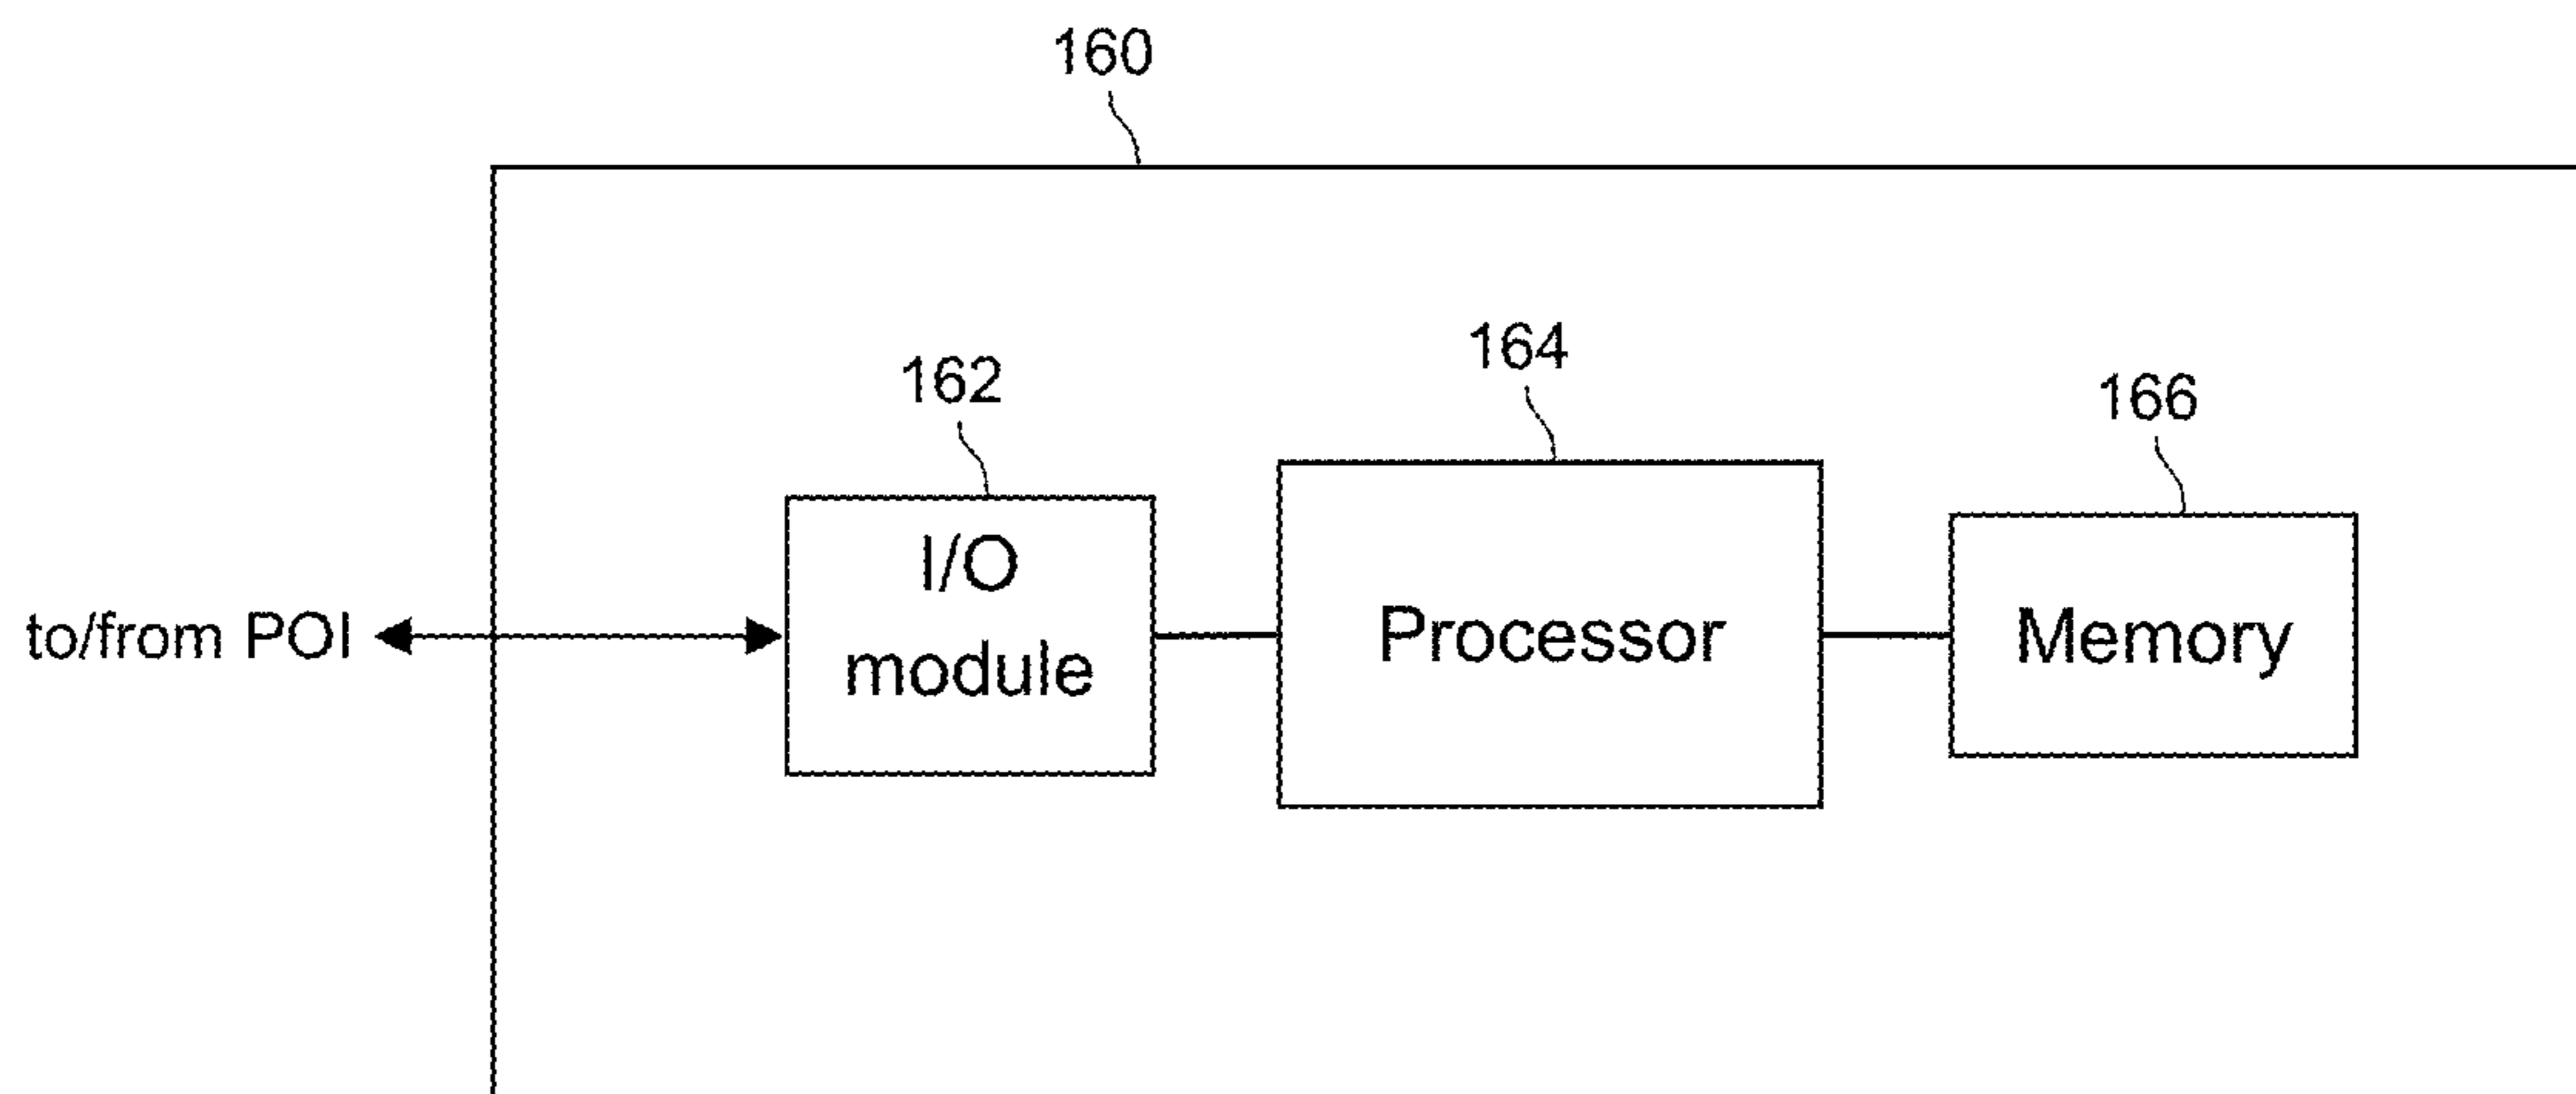 160
162
164
166
I/O
module
Processor
Memory
to/from POI